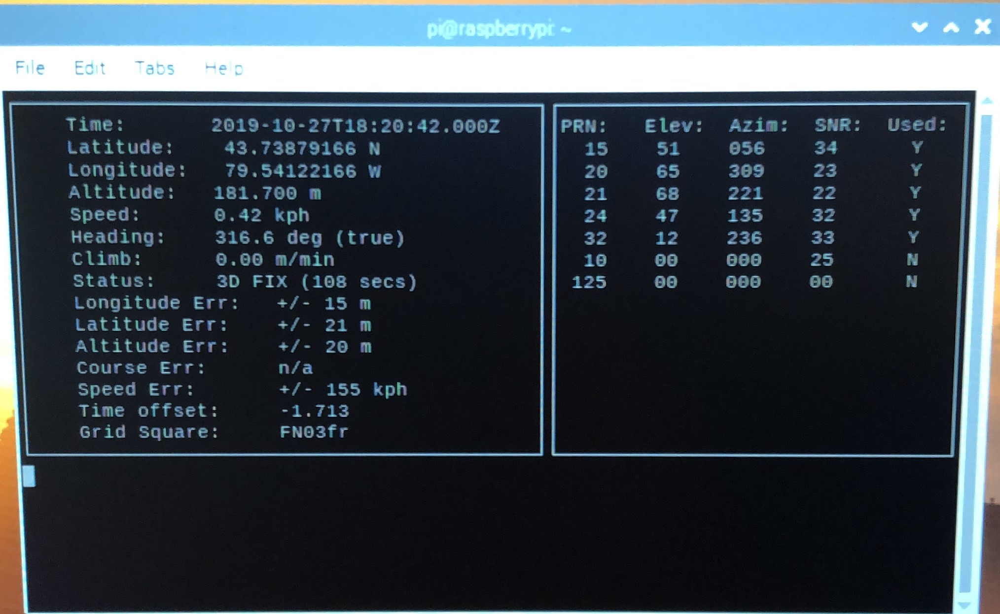 pi@raspberrypi: ~
File Edit Tabs Help
Time: 2019-10-27T18:20:42.000Z
Latitude: 43.73879166 N
Longitude: 79.54122166 W
Altitude: 181.700 m
Speed: 0.42 kph
Heading: 316.6 deg (true)
Climb: 0.00 m/min
Status: 3D FIX (108 secs)
Longitude Err: +/- 15 m
Latitude Err: +/- 21 m
Altitude Err: +/- 20 m
Course Err: n/a
Speed Err: +/- 155 kph
Time offset: -1.713
Grid Square: FN03fr
PRN: Elev: Azim: SNR: Used:
15 51 056 34 Y
20 65 309 23 Y
21 68 221 22 Y
24 47 135 32 Y
32 12 236 33 Y
10 00 000 25 N
125 00 000 00 N